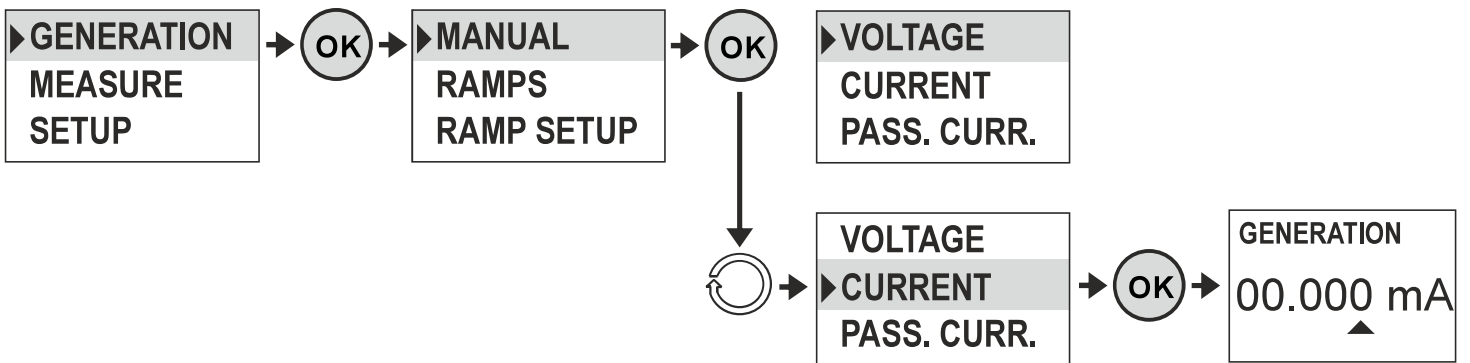 GENERATION
MEASURE
SETUP
OK
MANUAL
RAMPS
RAMP SETUP
OK
VOLTAGE
CURRENT
PASS. CURR.
VOLTAGE
CURRENT
PASS. CURR.
OK
GENERATION
00.000 mA